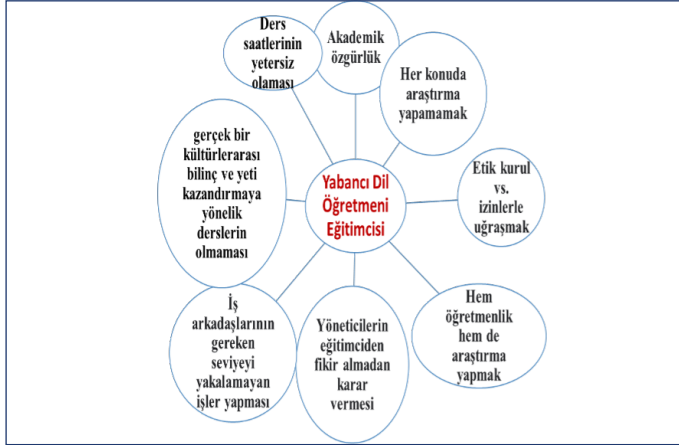 Ders
saatlerinin
yetersiz
olaması
Akademik
özgürlük
Her konuda
araştırma
yapamamak
Etik kurul
vs.
izinlerle
uğraşmak
Hem
öğretmenlik
hem de
araştırma
yapmak
Yöneticilerin
eğitimciden
fikir almadan
karar
vermesi
İş
arkadaşlarının
gereken
seviyeyi
yakalamayan
işler yapması
gerçek bir
kültürlerarası
bilinç ve yeti
kazandırmaya
yönelik
derslerin
olmaması
Yabancı Dil
Öğretmeni
Eğitimcisi